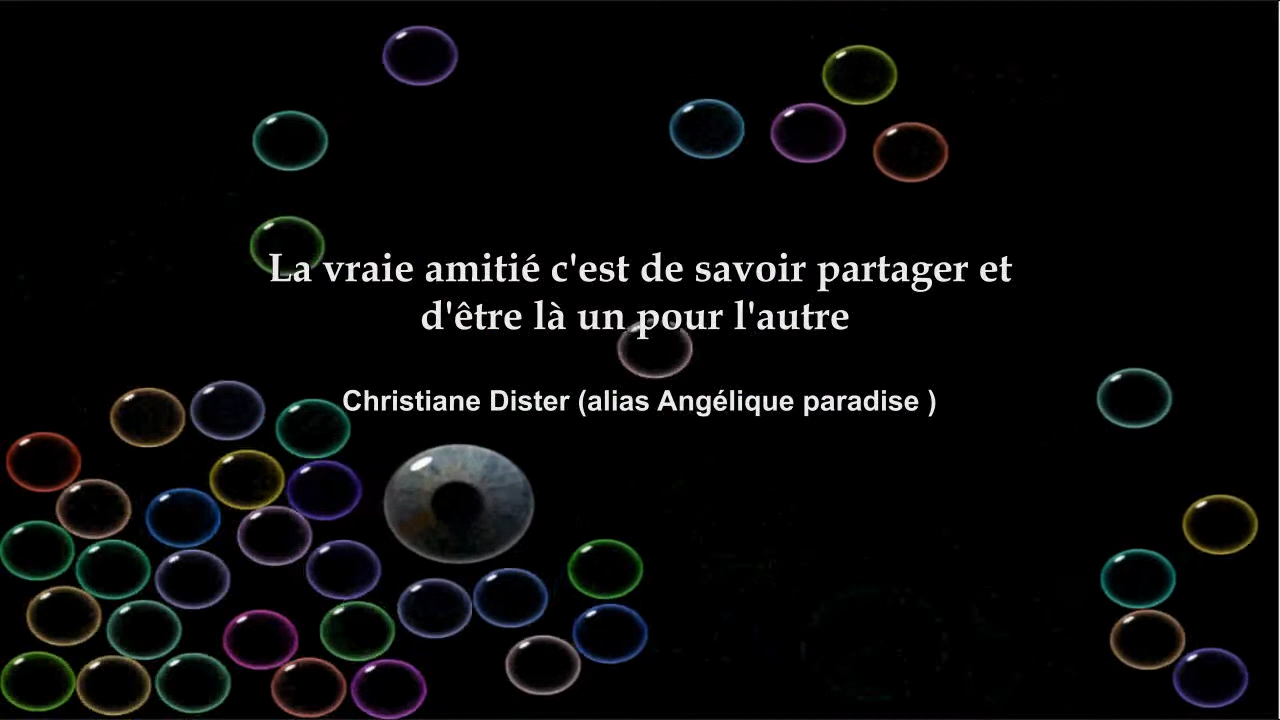 La vraie amitié c'est de savoir partager et
d'être là un pour l'autre
Christiane Dister (alias Angélique paradise )